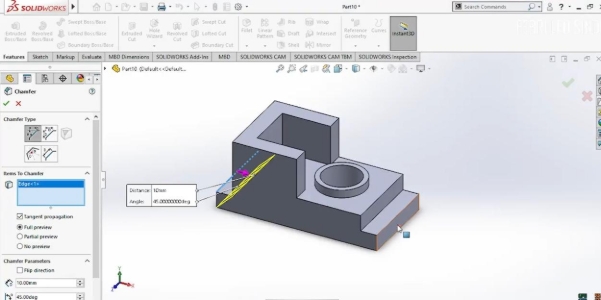 SOLIDWORKS
Part10 *
Search Commands
Extruded Boss/Base
Revolved Boss/Base
Swept Boss/Base
Lofted Boss/Base
Boundary Boss/Base
Extruded Cut
Hole Wizard
Revolved Cut
Swept Cut
Lofted Cut
Boundary Cut
Fillet
Linear Pattern
Rib
Draft
Shell
Wrap
Intersect
Mirror
Reference Geometry
Curves
Instant3D
Features
Sketch
Markup
Evaluate
MBD Dimensions
SOLIDWORKS Add-Ins
MBD
SOLIDWORKS CAM
SOLIDWORKS CAM TBM
SOLIDWORKS Inspection
Part10 (Default<<Default...
Chamfer
Chamfer Type
Items To Chamfer
Edge<1>
Tangent propagation
Full preview
Partial preview
No preview
Chamfer Parameters
Flip direction
10.00mm
45.00deg
Distance: 10mm
Angle: 45.00000000deg